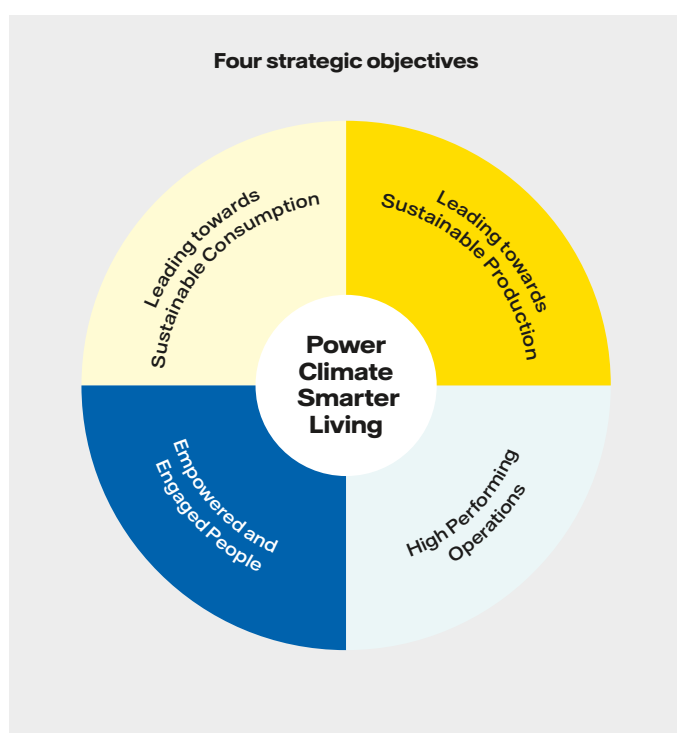 Four strategic objectives
Leading towards
Sustainable Consumption
Leading towards
Sustainable Production
Power
Climate
Smarter
Living
Empowered and
Engaged People
High Performing
Operations